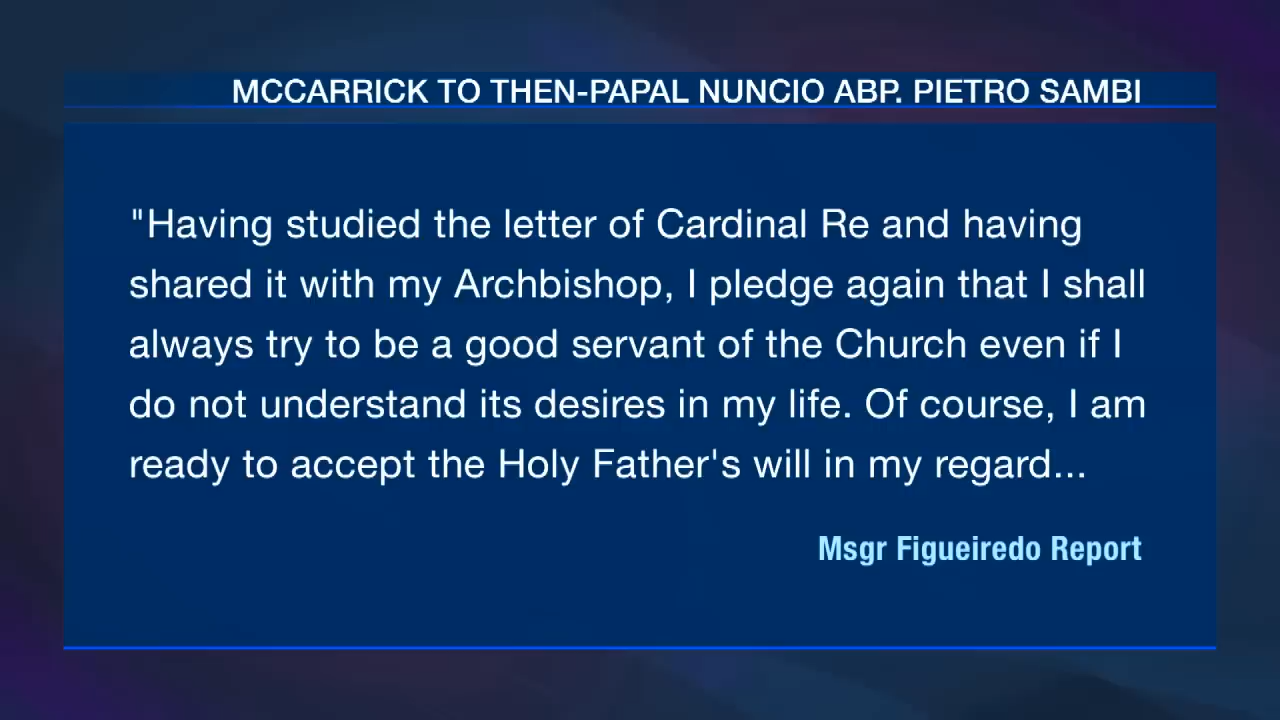 MCCARRICK TO THEN-PAPAL NUNCIO ABP. PIETRO SAMBI
"Having studied the letter of Cardinal Re and having
shared it with my Archbishop, I pledge again that I shall
always try to be a good servant of the Church even if I
do not understand its desires in my life. Of course, I am
ready to accept the Holy Father's will in my regard...
Msgr Figueiredo Report